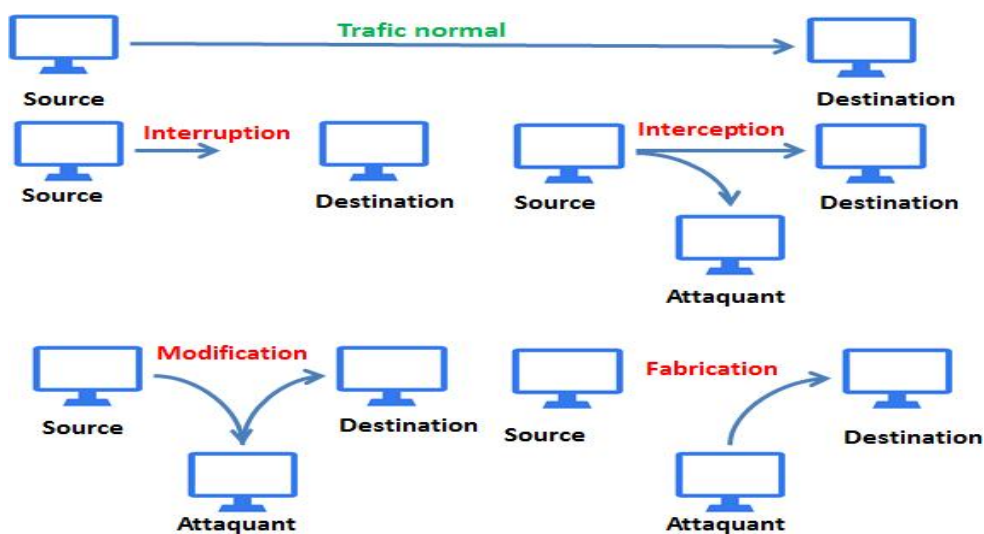 Trafic normal
Source
Destination
Interruption
Source
Destination
Interception
Source
Destination
Attaquant
Modification
Source
Destination
Attaquant
Fabrication
Source
Destination
Attaquant